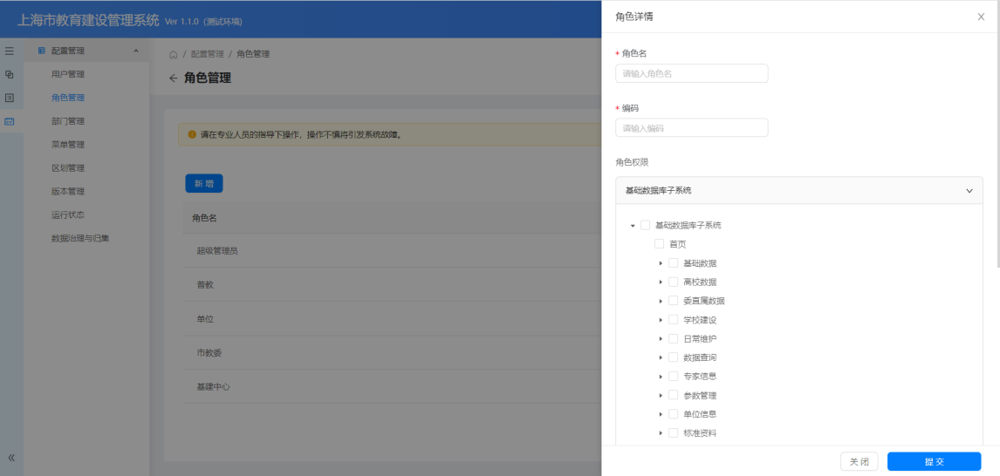 上海市教育建设管理系统 Ver 1.1.0 (测试环境)
配置管理
用户管理
角色管理
部门管理
菜单管理
区划管理
版本管理
运行状态
数据治理与归集
/ 配置管理 / 角色管理
角色管理
请在专业人员的指导下操作，操作不慎将引发系统故障。
新 增
角色名
超级管理员
普教
单位
市教委
基建中心
角色详情
* 角色名
请输入角色名
* 编码
请输入编码
角色权限
基础数据库子系统
基础数据库子系统
首页
基础数据
高校数据
委直属数据
学校建设
日常维护
数据查询
专家信息
参数管理
单位信息
标准资料
关 闭
提 交